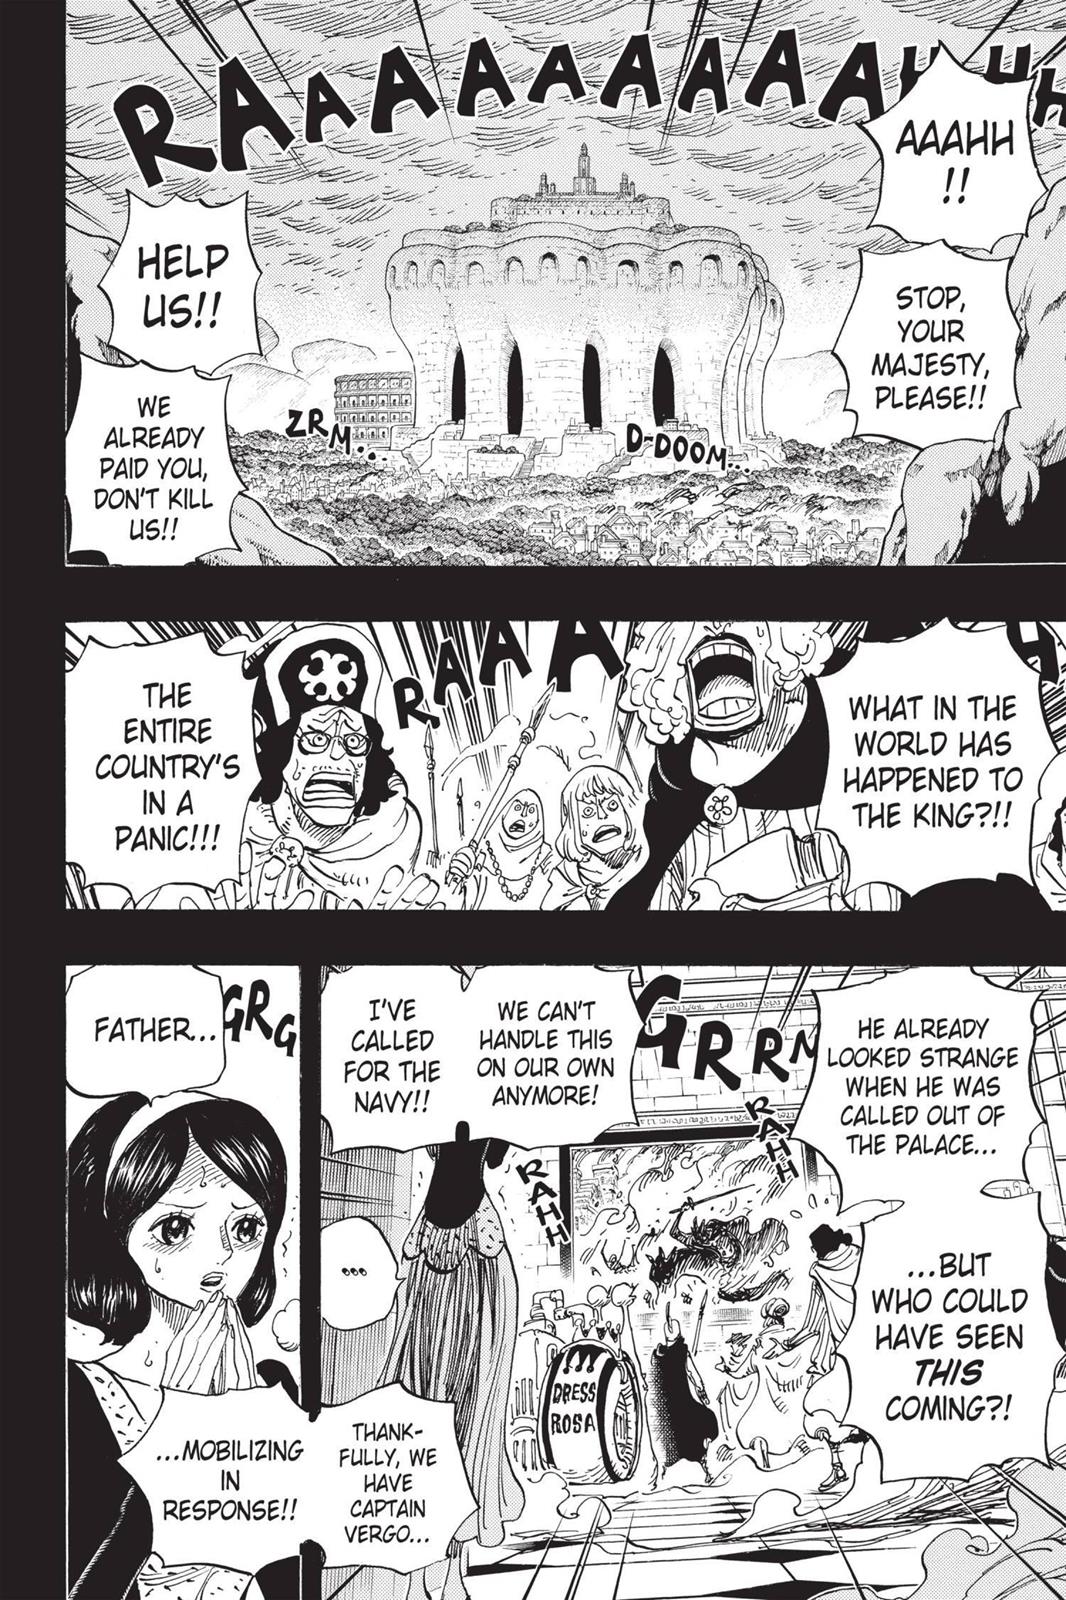 RAAAAAAAAAAHHH
AAAHH
!!
STOP,
YOUR
MAJESTY,
PLEASE!!
HELP
US!!
WE
ALREADY
PAID YOU,
DON'T KILL
US!!
ZRM...
D-DOOM...
WHAT IN THE
WORLD HAS
HAPPENED TO
THE KING?!!
RAAAA
THE
ENTIRE
COUNTRY'S
IN A
PANIC!!!
HE ALREADY
LOOKED STRANGE
WHEN HE WAS
CALLED OUT OF
THE PALACE...
...BUT
WHO COULD
HAVE SEEN
THIS
COMING?!
GRRM
RAHH
RAHH
DRESS
ROSA
WE CAN'T
HANDLE THIS
ON OUR OWN
ANYMORE!
I'VE
CALLED
FOR THE
NAVY!!
...
THANK-
FULLY, WE
HAVE
CAPTAIN
VERGO...
GRG
FATHER...
...MOBILIZING
IN
RESPONSE!!